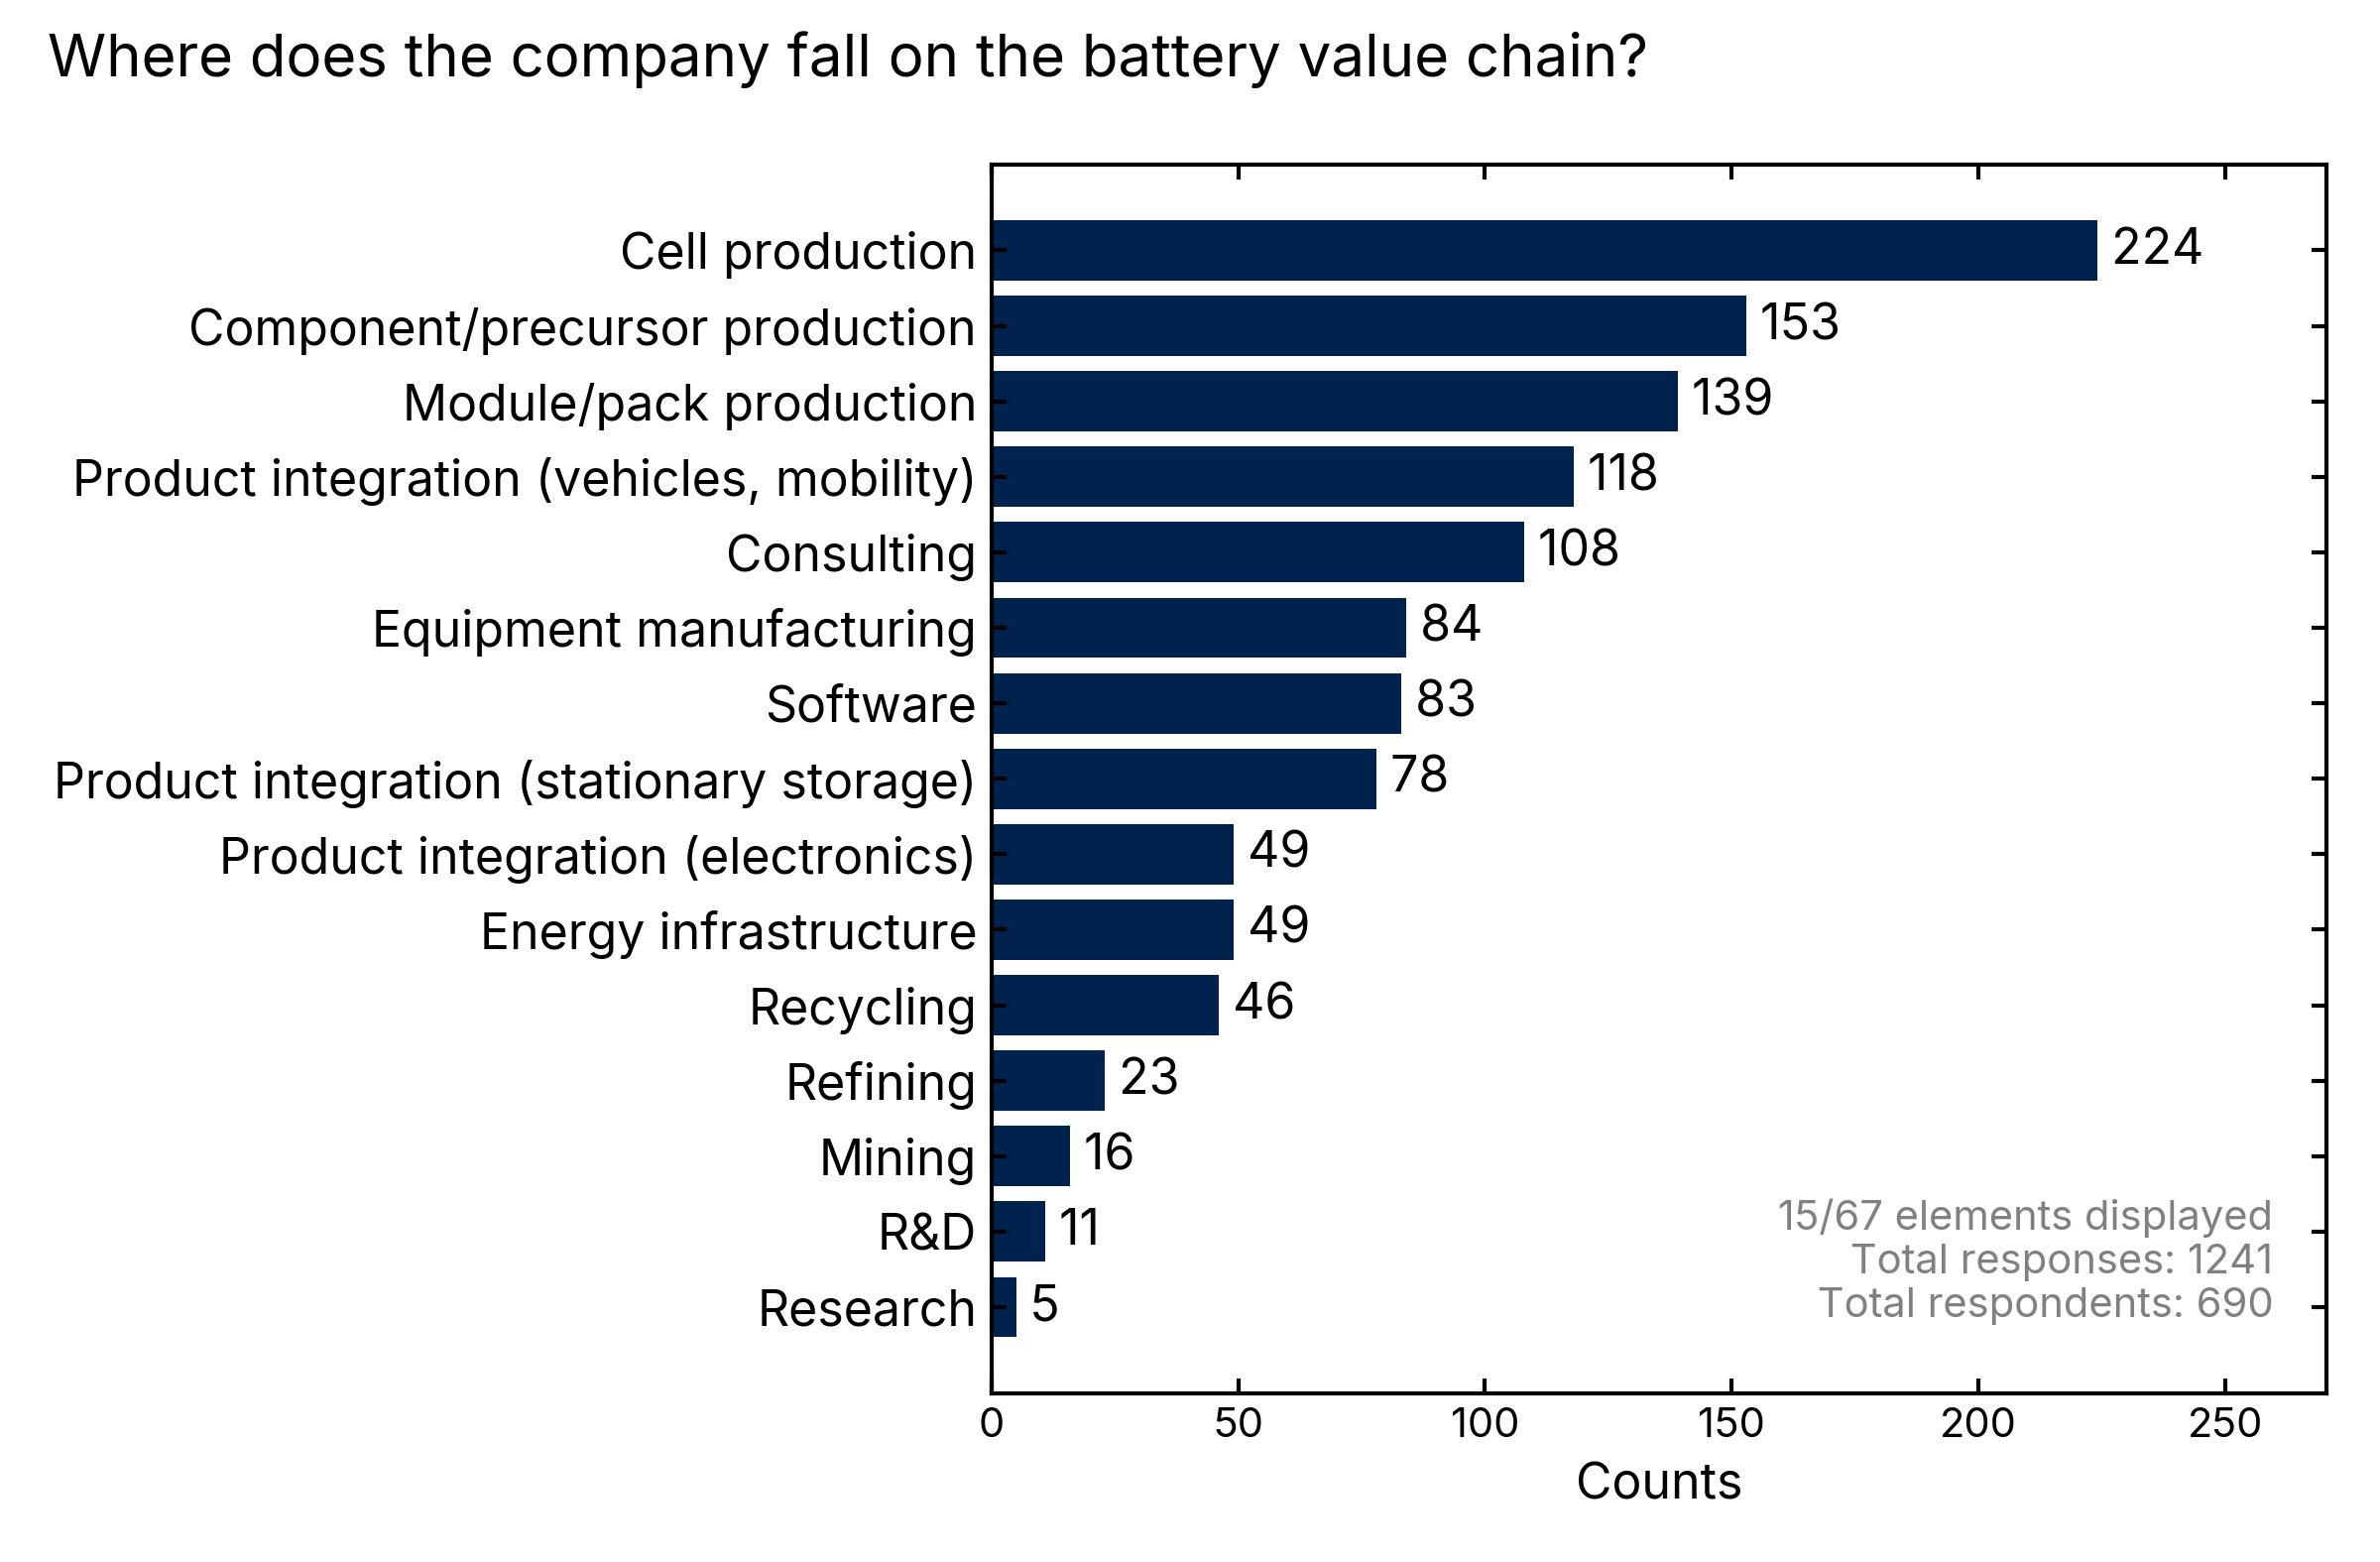 Where does the company fall on the battery value chain?
Cell production 224
Component/precursor production 153
Module/pack production 139
Product integration (vehicles, mobility) 118
Consulting 108
Equipment manufacturing 84
Software 83
Product integration (stationary storage) 78
Product integration (electronics) 49
Energy infrastructure 49
Recycling 46
Refining 23
Mining 16
R&D 11
Research 5
15/67 elements displayed
Total responses: 1241
Total respondents: 690
0 50 100 150 200 250
Counts